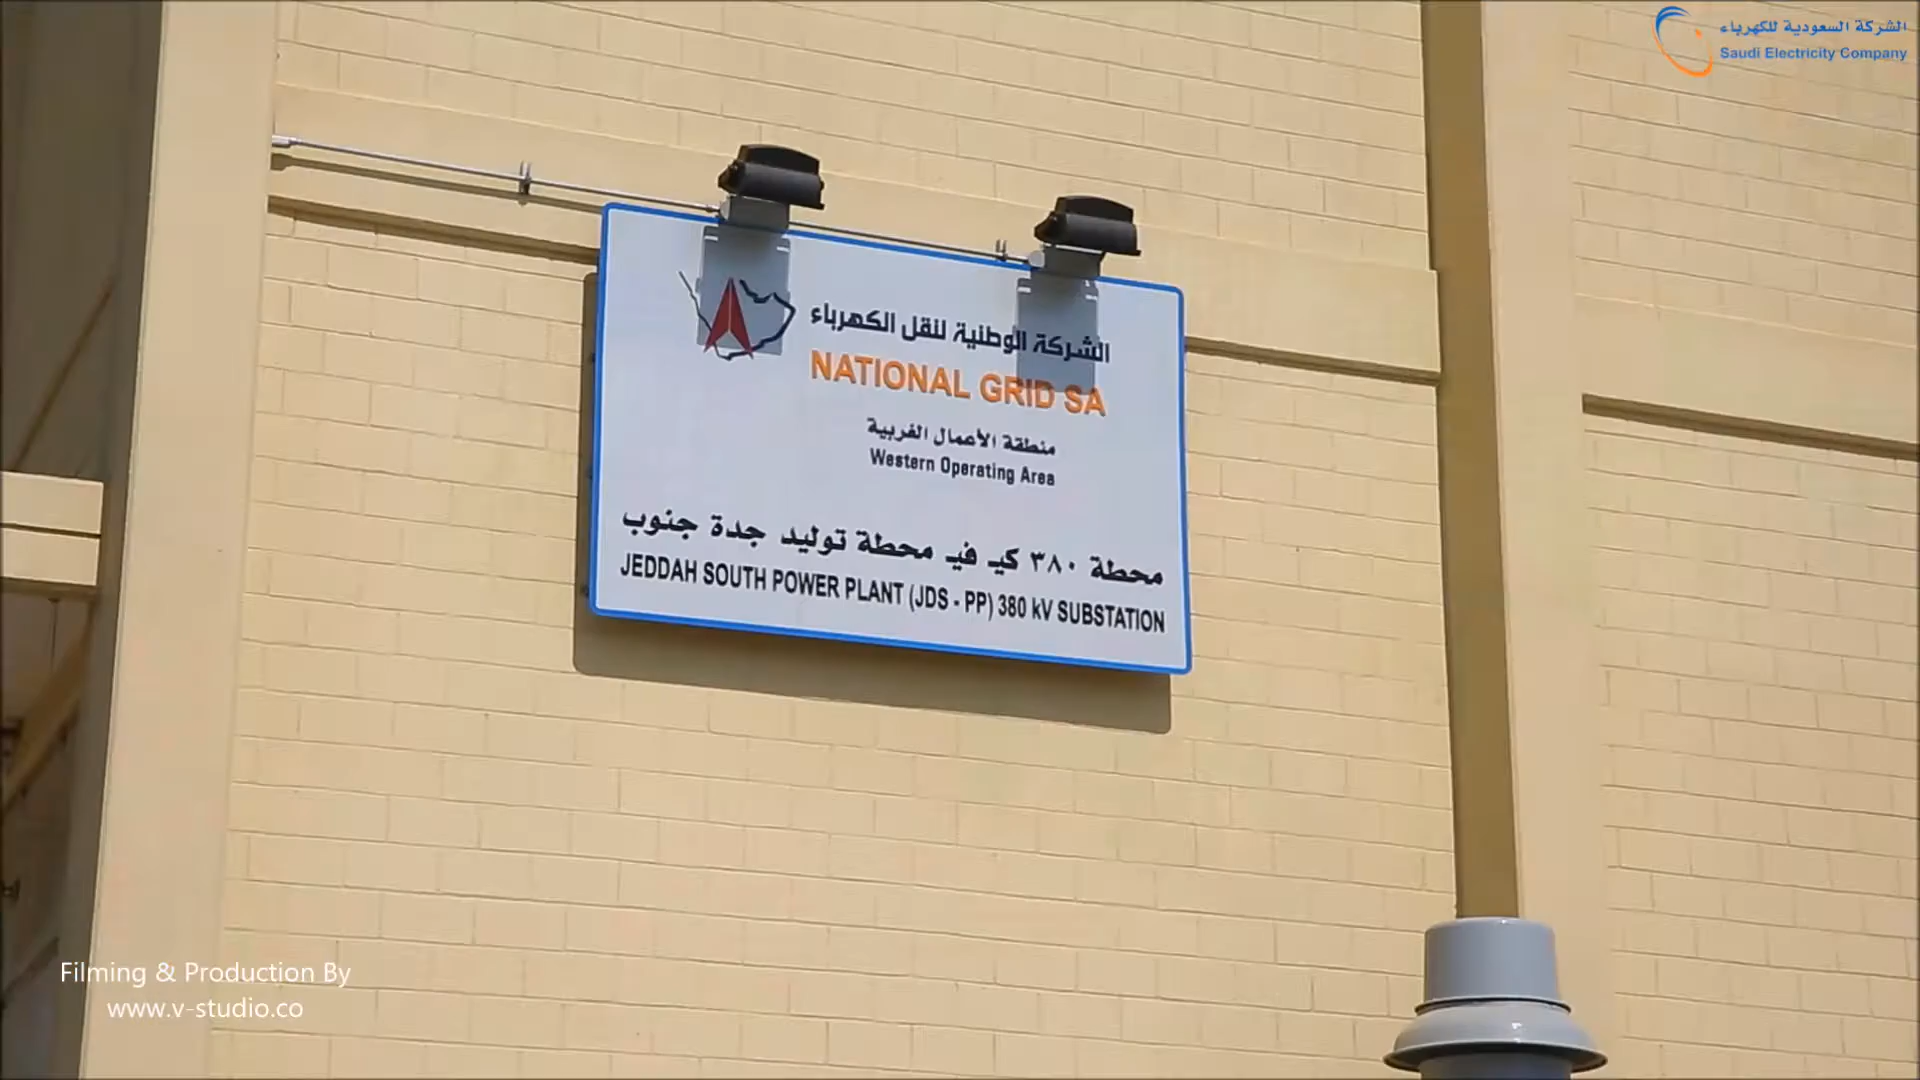 الشركة السعودية للكهرباء
Saudi Electricity Company
الشركة الوطنية لنقل الكهرباء
NATIONAL GRID SA
منطقة الأعمال الغربية
Western Operating Area
محطة ٣٨٠ كيـ فيـ محطة توليد جدة جنوب
JEDDAH SOUTH POWER PLANT (JDS - PP) 380 kV SUBSTATION
Filming & Production By
www.v-studio.co